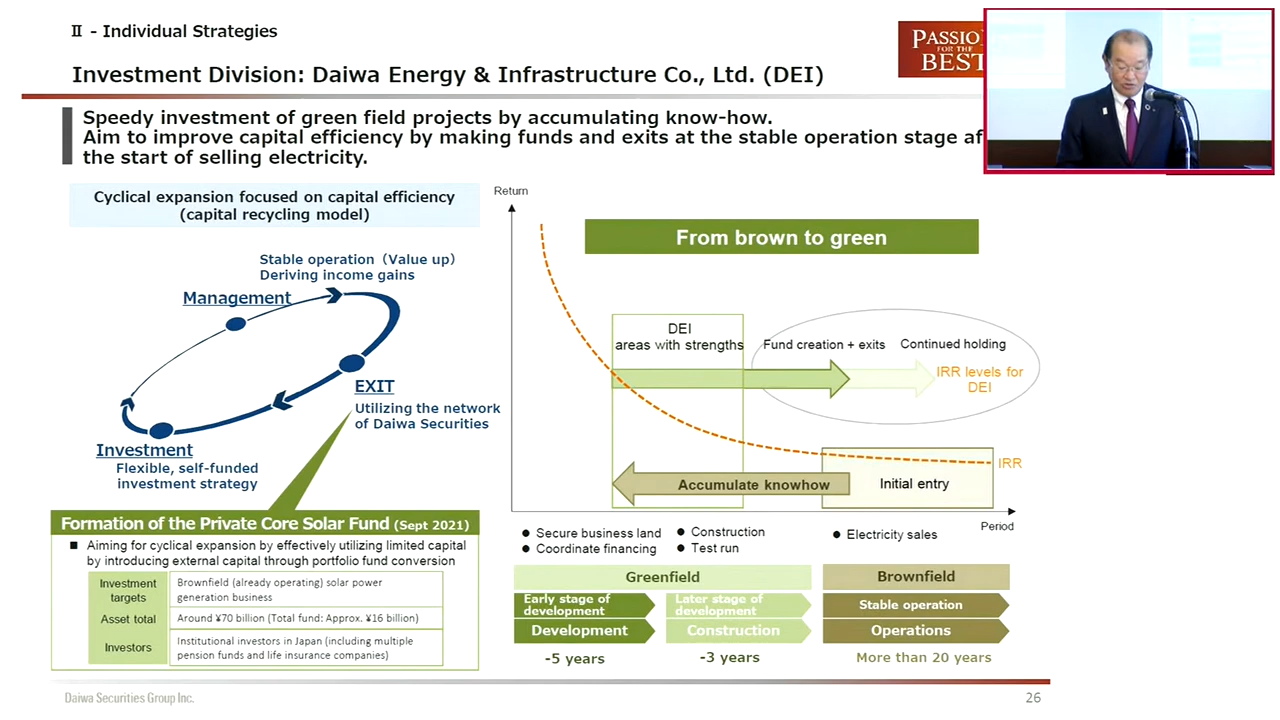 Ⅱ - Individual Strategies
PASSIO
FOR THE
BEST
Investment Division: Daiwa Energy & Infrastructure Co., Ltd. (DEI)
Speedy investment of green field projects by accumulating know-how.
Aim to improve capital efficiency by making funds and exits at the stable operation stage af
the start of selling electricity.
Cyclical expansion focused on capital efficiency
(capital recycling model)
Stable operation (Value up)
Deriving income gains
Management
EXIT
Utilizing the network
of Daiwa Securities
Investment
Flexible, self-funded
investment strategy
Formation of the Private Core Solar Fund (Sept 2021)
■ Aiming for cyclical expansion by effectively utilizing limited capital
by introducing external capital through portfolio fund conversion
Investment
targets
Brownfield (already operating) solar power
generation business
Asset total
Around ¥70 billion (Total fund: Approx. ¥16 billion)
Investors
Institutional investors in Japan (including multiple
pension funds and life insurance companies)
Return
From brown to green
DEI
areas with strengths
Fund creation + exits
Continued holding
IRR levels for
DEI
IRR
Accumulate knowhow
Initial entry
Period
● Secure business land
● Coordinate financing
● Construction
● Test run
● Electricity sales
Greenfield
Brownfield
Early stage of
development
Later stage of
development
Stable operation
Development
Construction
Operations
-5 years
-3 years
More than 20 years
Daiwa Securities Group Inc.
26